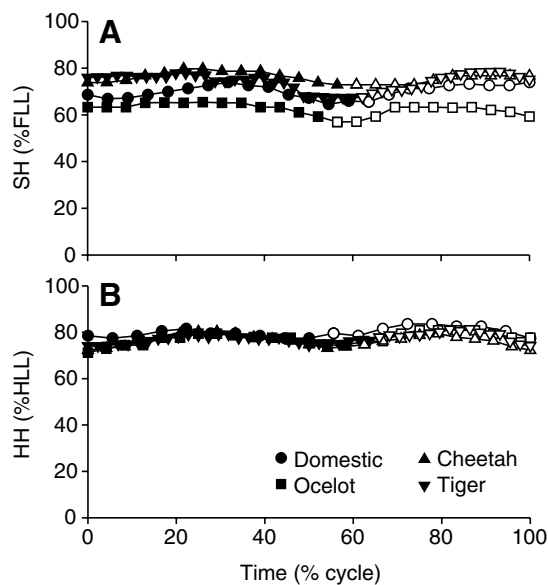 A
100
80
60
40
20
0
SH (%FLL)
B
100
80
60
40
20
0
HH (%HLL)
Domestic
Cheetah
Ocelot
Tiger
0 20 40 60 80 100
Time (% cycle)